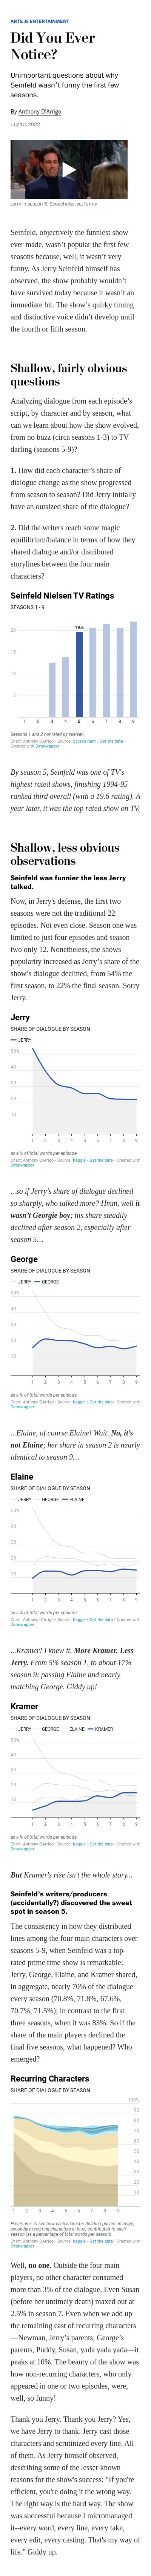 ARTS & ENTERTAINMENT
Did You Ever
Notice?
Unimportant questions about why
Seinfeld wasn't funny the first few
seasons.
By Anthony D'Arrigo
July 10, 2022
Jerry in season 5. Speechless, yet funny
Seinfeld, objectively the funniest show
ever made, wasn't popular the first few
seasons because, well, it wasn't very
funny. As Jerry Seinfeld himself has
observed, the show probably wouldn't
have survived today because it wasn't an
immediate hit. The show's quirky timing
and distinctive voice didn't develop until
the fourth or fifth season.
Shallow, fairly obvious
questions
Analyzing dialogue from each episode's
script, by character and by season, what
can we learn about how the show evolved,
from no buzz (circa seasons 1-3) to TV
darling (seasons 5-9)?
1. How did each character's share of
dialogue change as the show progressed
from season to season? Did Jerry initially
have an outsized share of the dialogue?
2. Did the writers reach some magic
equilibrium/balance in terms of how they
shared dialogue and/or distributed
storylines between the four main
characters?
Seinfeld Nielsen TV Ratings
SEASONS 1 - 9
20
19.6
15
10
5
1 2 3 4 5 6 7 8 9
Seasons 1 and 2 not rated by Nielsen.
Chart: Anthony D'Arrigo • Source: Screen Rant • Get the data •
Created with Datawrapper
By season 5, Seinfeld was one of TV's
highest rated shows, finishing 1994-95
ranked third overall (with a 19.6 rating). A
year later, it was the top rated show on TV.
Shallow, less obvious
observations
Seinfeld was funnier the less Jerry
talked.
Now, in Jerry's defense, the first two
seasons were not the traditional 22
episodes. Not even close. Season one was
limited to just four episodes and season
two only 12. Nonetheless, the shows
popularity increased as Jerry's share of the
show's dialogue declined, from 54% the
first season, to 22% the final season. Sorry
Jerry.
Jerry
SHARE OF DIALOGUE BY SEASON
JERRY
50%
40
30
20
10
1 2 3 4 5 6 7 8 9
as a % of total words per episode
Chart: Anthony D'Arrigo • Source: Kaggle • Get the data • Created with
Datawrapper
...so if Jerry's share of dialogue declined
so sharply, who talked more? Hmm, well it
wasn't Georgie boy; his share steadily
declined after season 2, especially after
season 5…
George
SHARE OF DIALOGUE BY SEASON
JERRY GEORGE
50%
40
30
20
10
1 2 3 4 5 6 7 8 9
as a % of total words per episode
Chart: Anthony D'Arrigo • Source: Kaggle • Get the data • Created with
Datawrapper
...Elaine, of course Elaine! Wait. No, it's
not Elaine; her share in season 2 is nearly
identical to season 9…
Elaine
SHARE OF DIALOGUE BY SEASON
JERRY GEORGE ELAINE
50%
40
30
20
10
1 2 3 4 5 6 7 8 9
as a % of total words per episode
Chart: Anthony D'Arrigo • Source: Kaggle • Get the data • Created with
Datawrapper
...Kramer! I knew it. More Kramer. Less
Jerry. From 5% season 1, to about 17%
season 9; passing Elaine and nearly
matching George. Giddy up!
Kramer
SHARE OF DIALOGUE BY SEASON
JERRY GEORGE ELAINE KRAMER
50%
40
30
20
10
1 2 3 4 5 6 7 8 9
as a % of total words per episode
Chart: Anthony D'Arrigo • Source: Kaggle • Get the data • Created with
Datawrapper
But Kramer's rise isn't the whole story...
Seinfeld's writers/producers
(accidentally?) discovered the sweet
spot in season 5.
The consistency in how they distributed
lines among the four main characters over
seasons 5-9, when Seinfeld was a top-
rated prime time show is remarkable:
Jerry, George, Elaine, and Kramer shared,
in aggregate, nearly 70% of the dialogue
every season (70.8%, 71.8%, 67.6%,
70.7%, 71.5%); in contrast to the first
three seasons, when it was 83%. So if the
share of the main players declined the
final five seasons, what happened? Who
emerged?
Recurring Characters
SHARE OF DIALOGUE BY SEASON
100%
90
80
70
60
50
40
30
20
10
1 2 3 4 5 6 7 8 9
Hover over to see how each character (leading players in beige;
secondary recurring characters in blue) contributed to each
season (as a percentage of total words per season)
Chart: Anthony D'Arrigo • Source: Kaggle • Get the data • Created with
Datawrapper
Well, no one. Outside the four main
players, no other character consumed
more than 3% of the dialogue. Even Susan
(before her untimely death) maxed out at
2.5% in season 7. Even when we add up
the remaining cast of recurring characters
—Newman, Jerry's parents, George's
parents, Puddy, Susan, yada yada yada—it
peaks at 10%. The beauty of the show was
how non-recurring characters, who only
appeared in one or two episodes, were,
well, so funny!
Thank you Jerry. Thank you Jerry? Yes,
we have Jerry to thank. Jerry cast those
characters and scrutinized every line. All
of them. As Jerry himself observed,
describing some of the lesser known
reasons for the show's success: "If you're
efficient, you're doing it the wrong way.
The right way is the hard way. The show
was successful because I micromanaged
it--every word, every line, every take,
every edit, every casting. That's my way of
life." Giddy up.